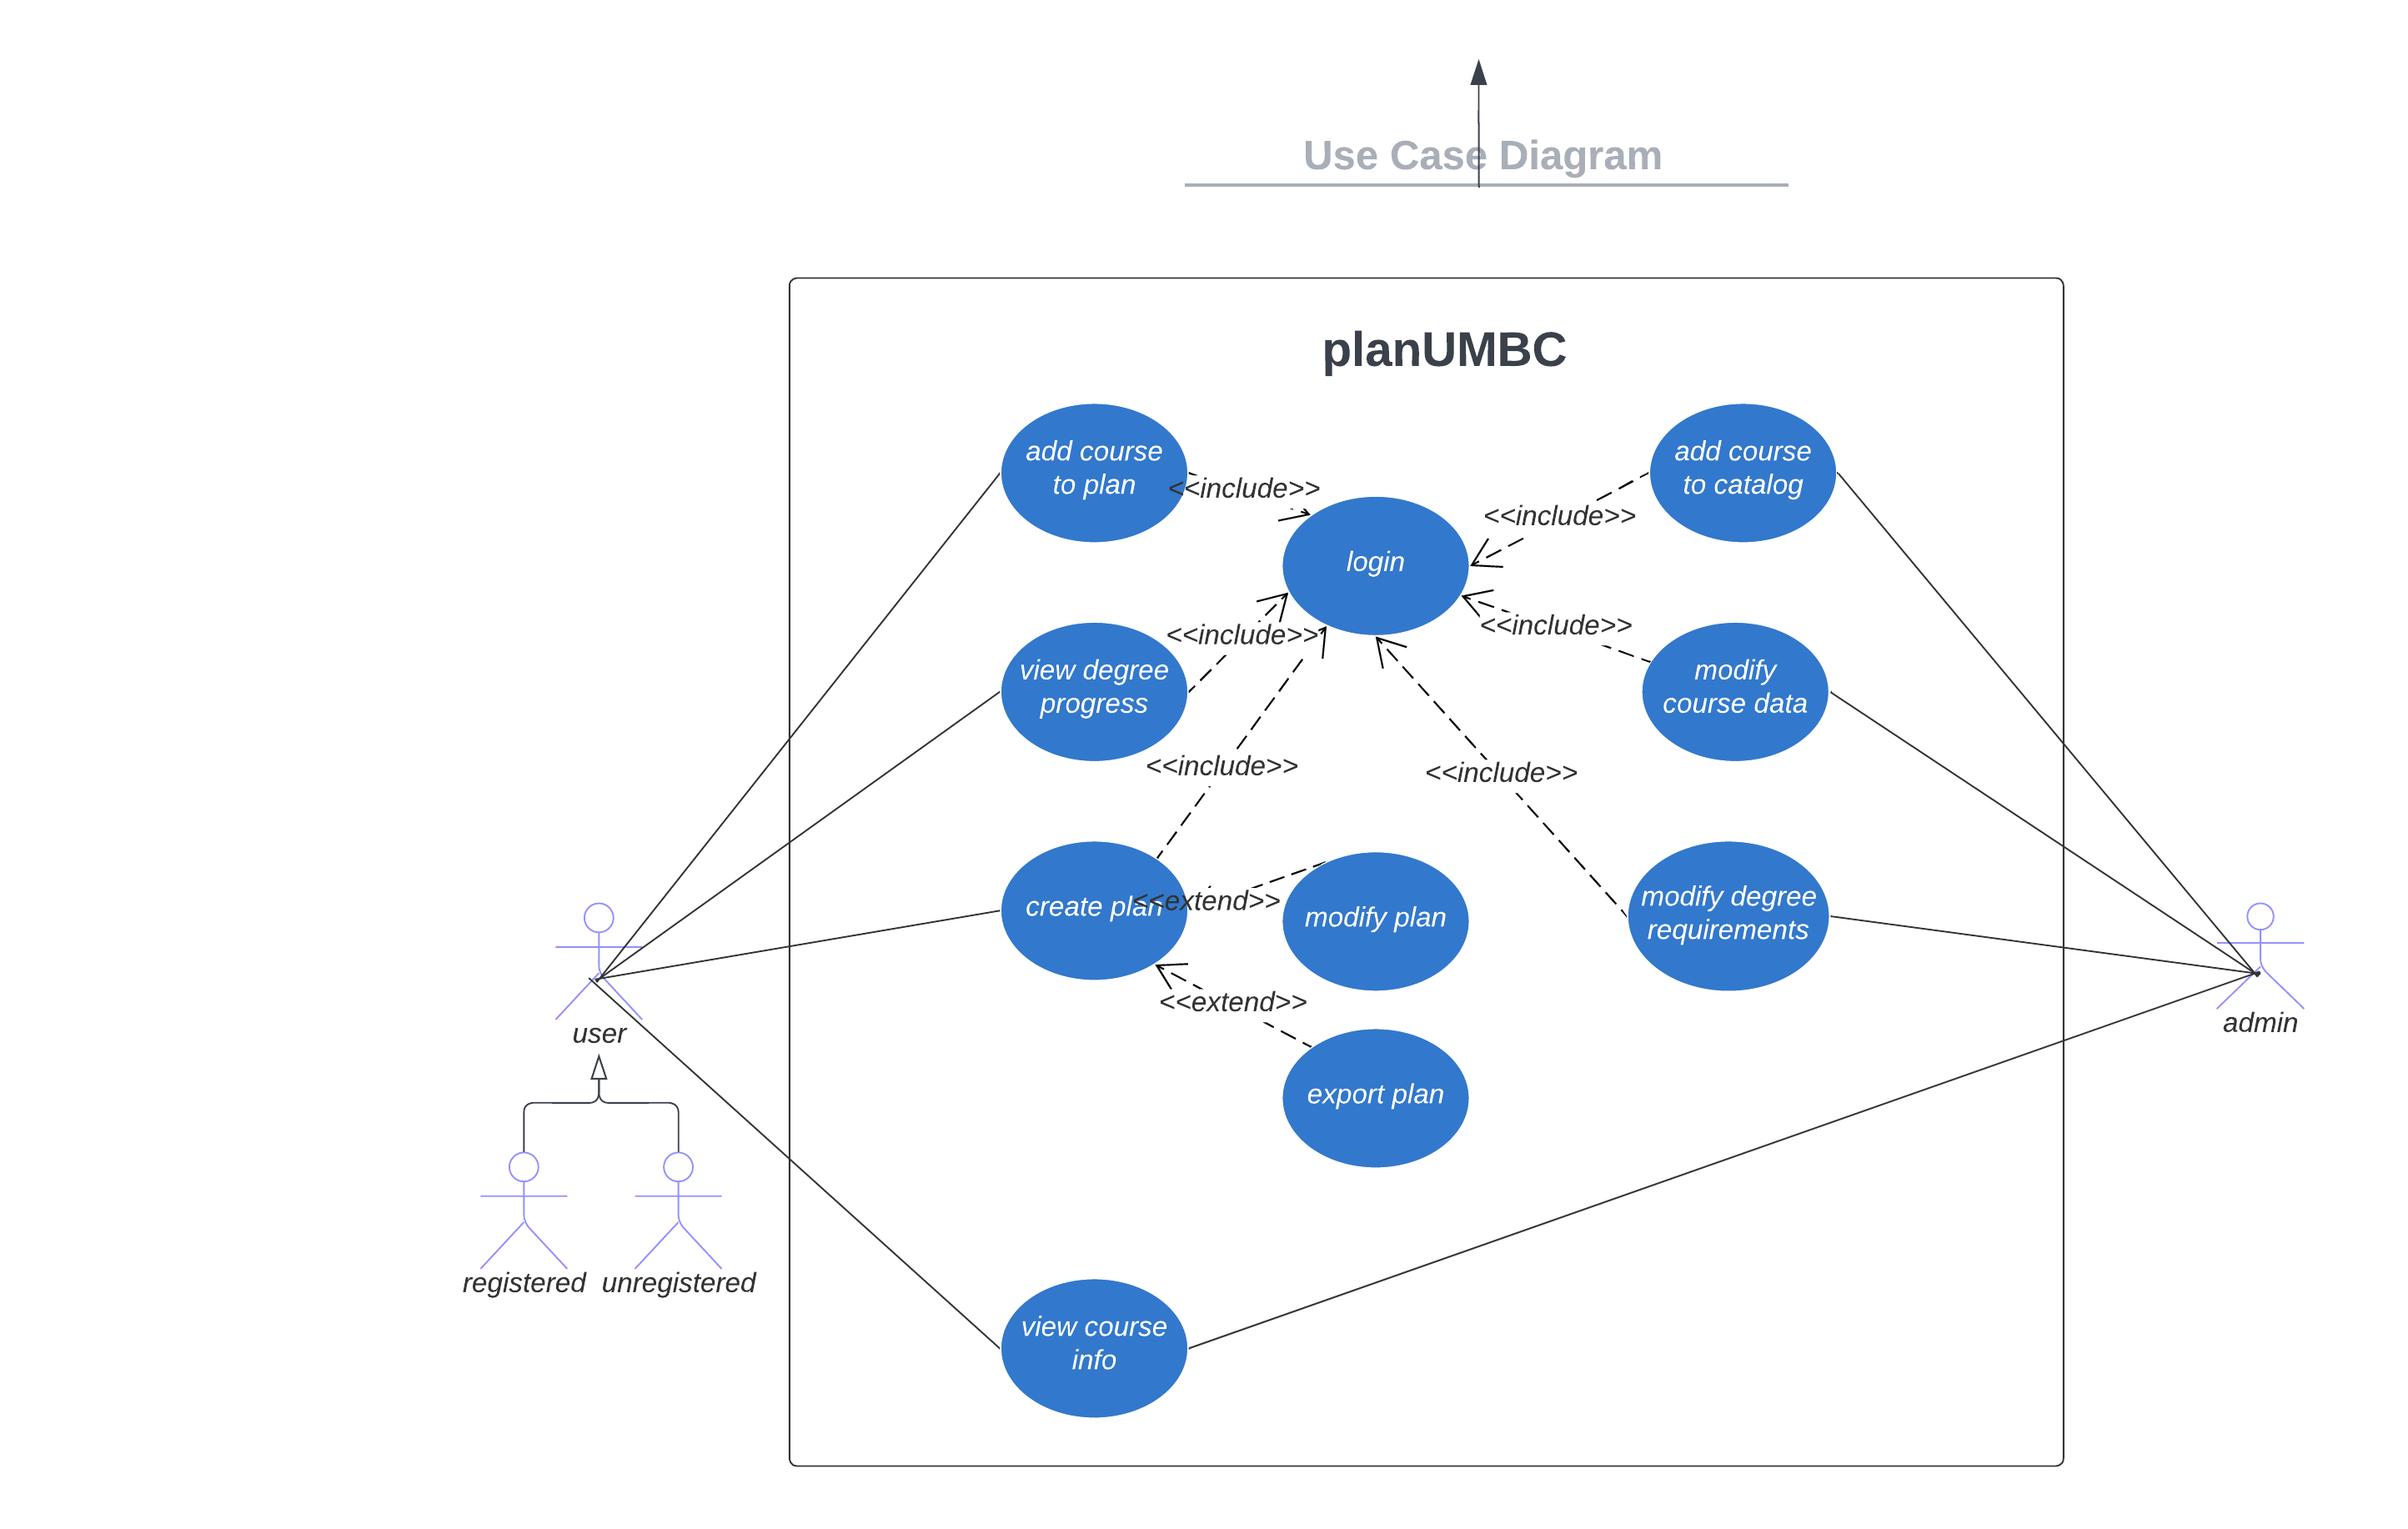 Use Case Diagram
planUMBC
add course
to plan
<<include>>
login
add course
to catalog
<<include>>
view degree
progress
<<include>>
<<include>>
modify
course data
<<include>>
<<include>>
create plan
<<extend>>
modify plan
modify degree
requirements
<<extend>>
export plan
user
admin
registered
unregistered
view course
info